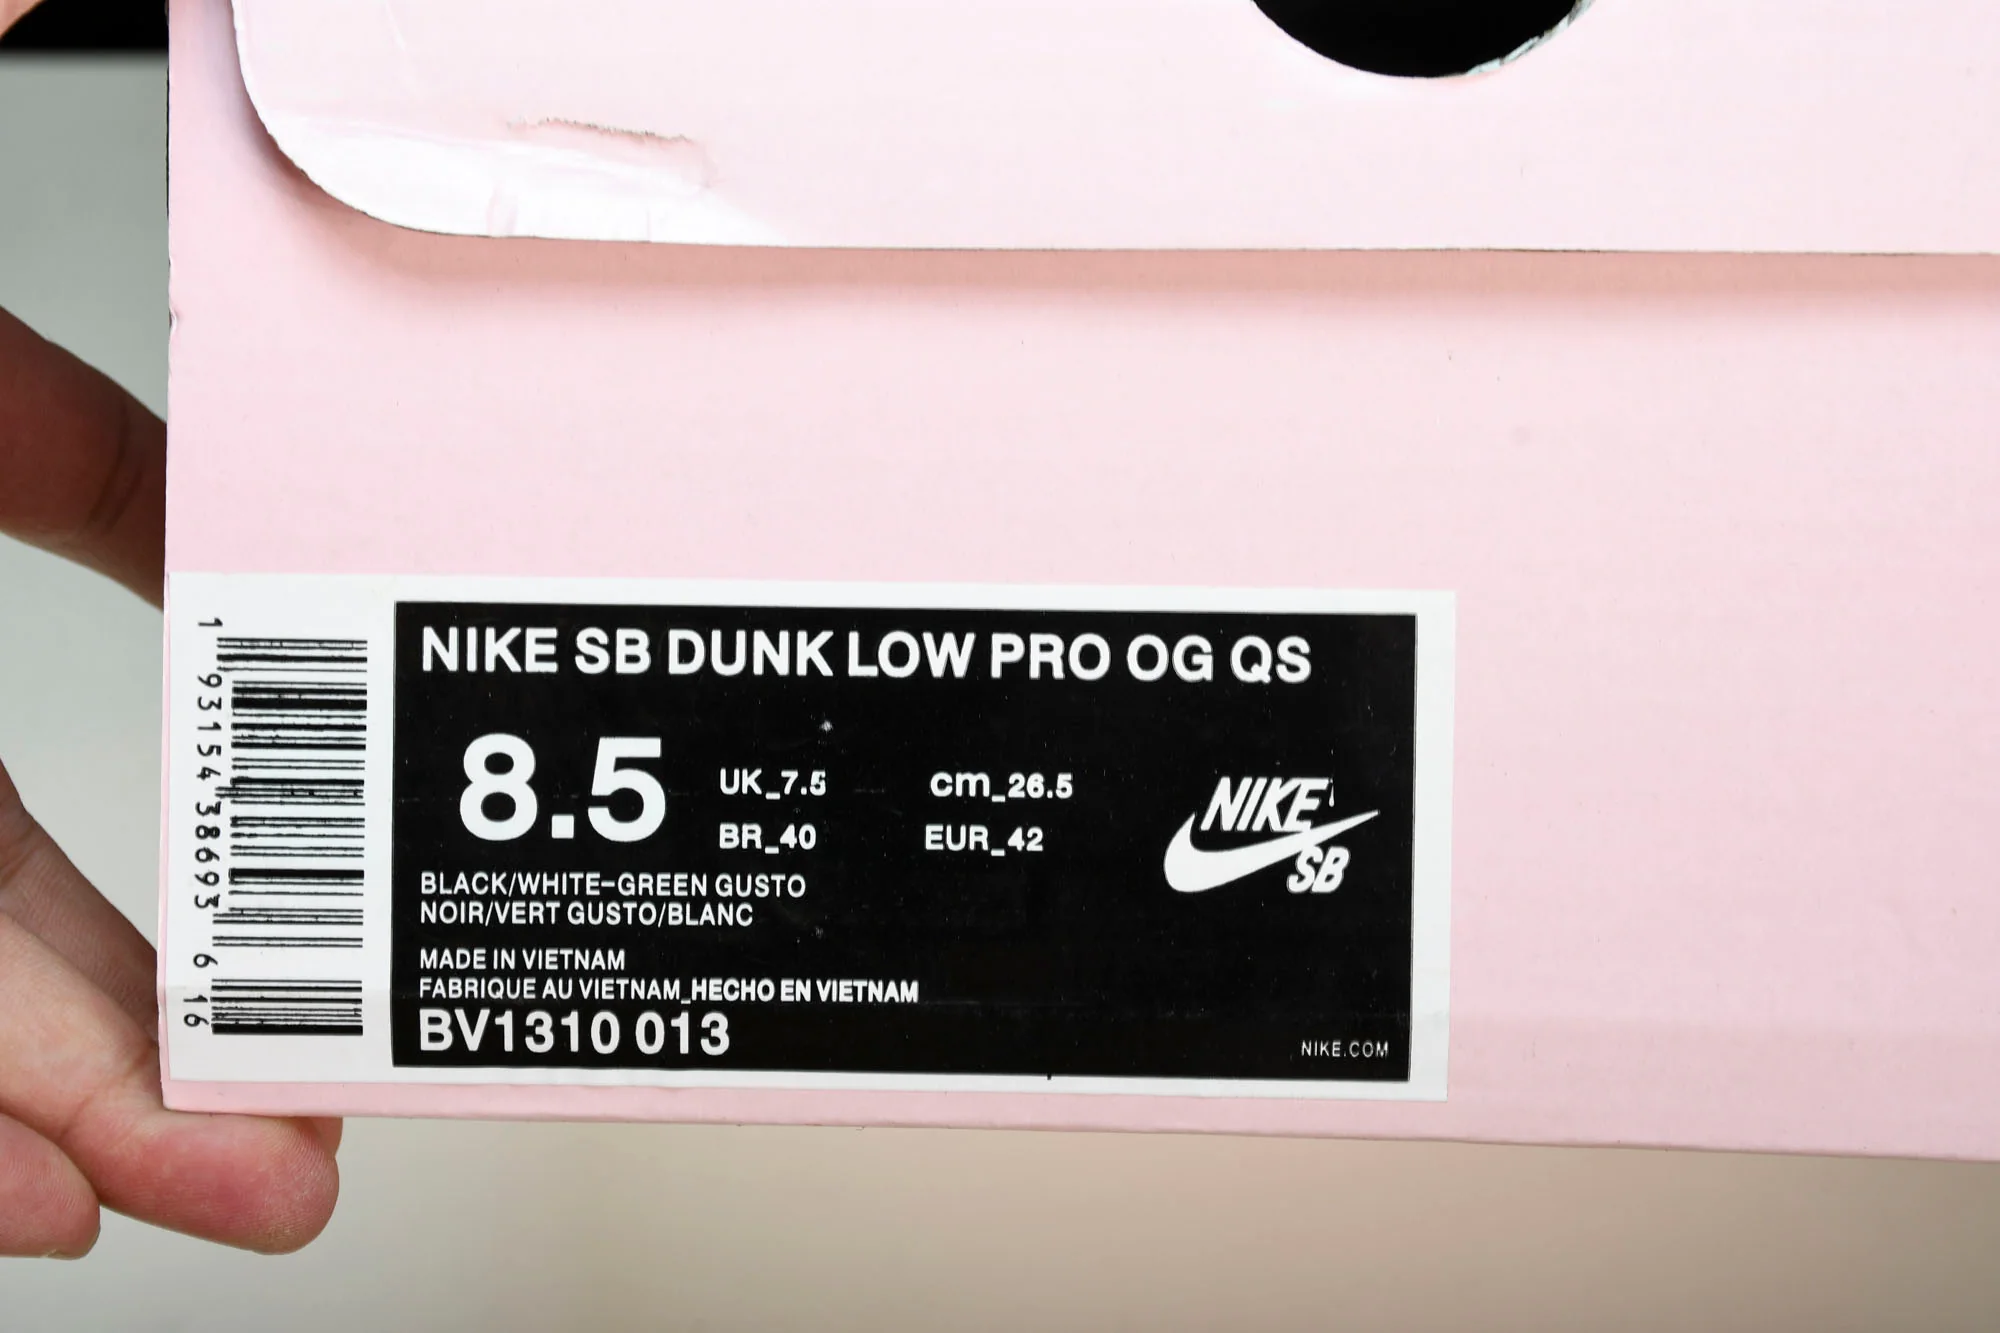 NIKE SB DUNK LOW PRO OG QS
8.5
UK_7.5 cm_26.5
BR_40 EUR_42
NIKE
SB
BLACK/WHITE-GREEN GUSTO
NOIR/VERT GUSTO/BLANC
MADE IN VIETNAM
FABRIQUE AU VIETNAM_HECHO EN VIETNAM
BV1310 013
NIKE.COM
1 93154 38693 6 16